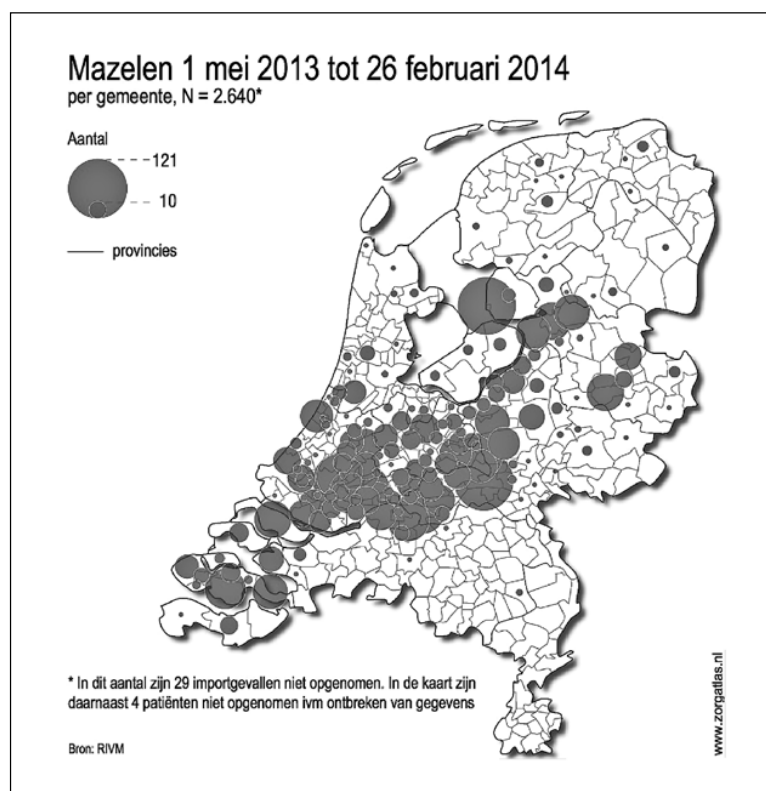 Mazelen 1 mei 2013 tot 26 februari 2014
per gemeente, N = 2.640*
Aantal
121
10
provincies
* In dit aantal zijn 29 importgevallen niet opgenomen. In de kaart zijn
daarnaast 4 patiënten niet opgenomen ivm ontbreken van gegevens
Bron: RIVM
www.zorgatlas.nl